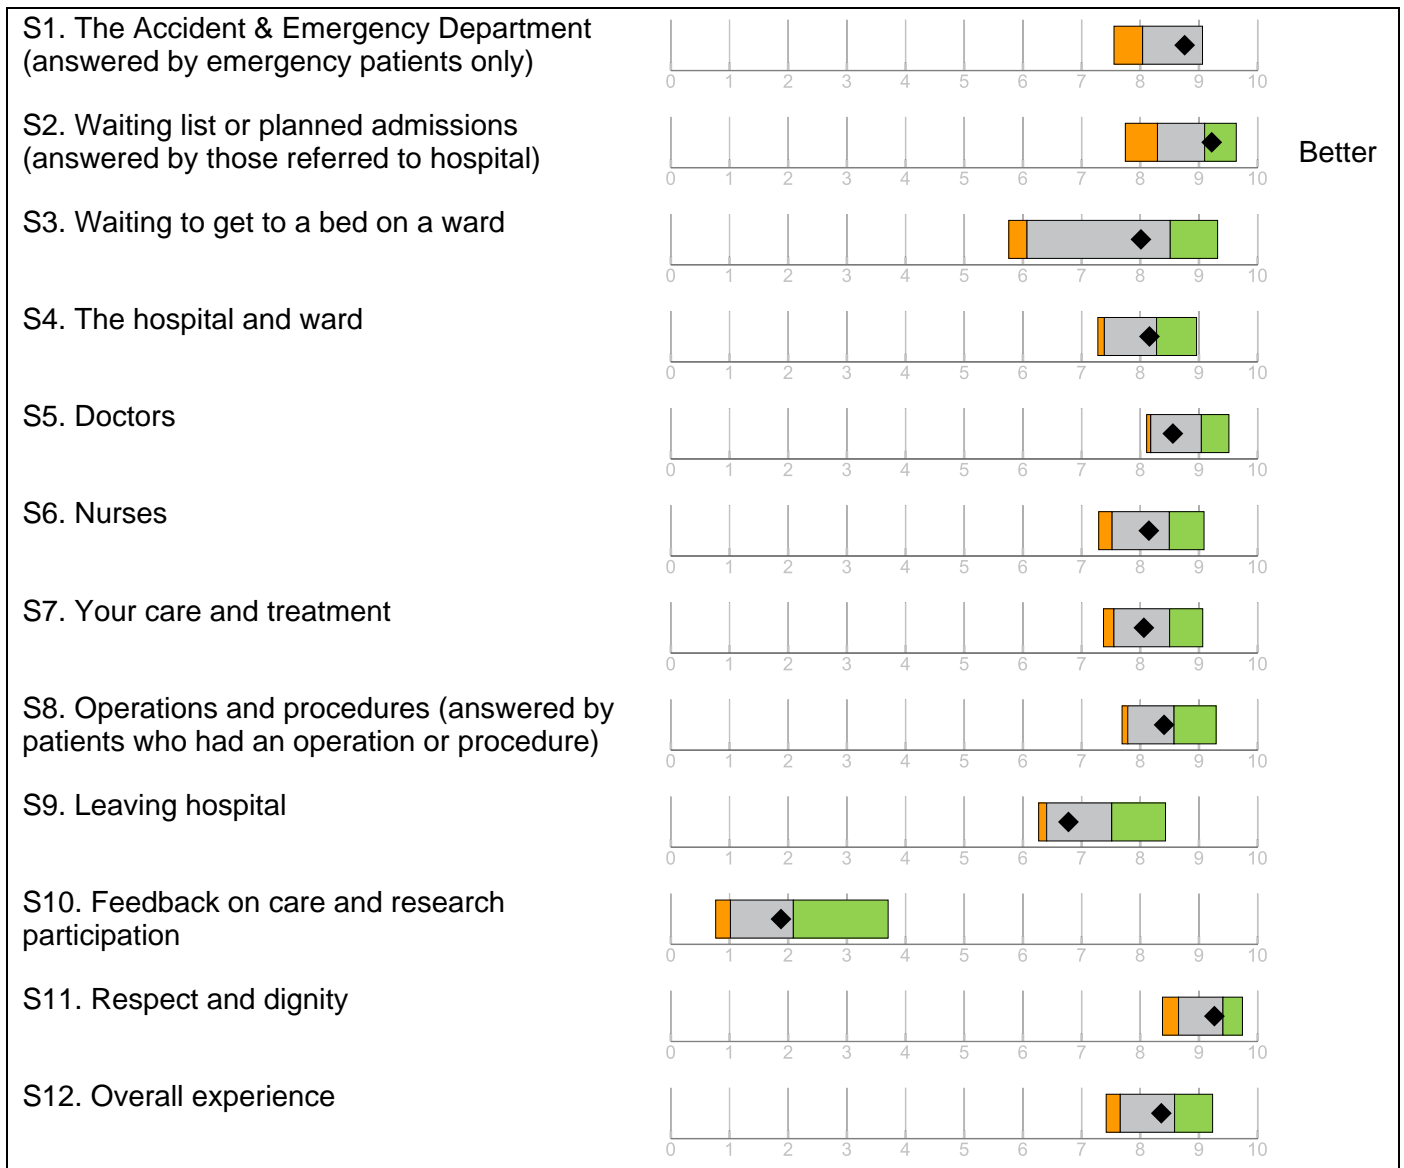 S1. The Accident & Emergency Department
(answered by emergency patients only)
0 1 2 3 4 5 6 7 8 9 10
S2. Waiting list or planned admissions
(answered by those referred to hospital)
Better
0 1 2 3 4 5 6 7 8 9 10
S3. Waiting to get to a bed on a ward
0 1 2 3 4 5 6 7 8 9 10
S4. The hospital and ward
0 1 2 3 4 5 6 7 8 9 10
S5. Doctors
0 1 2 3 4 5 6 7 8 9 10
S6. Nurses
0 1 2 3 4 5 6 7 8 9 10
S7. Your care and treatment
0 1 2 3 4 5 6 7 8 9 10
S8. Operations and procedures (answered by
patients who had an operation or procedure)
0 1 2 3 4 5 6 7 8 9 10
S9. Leaving hospital
0 1 2 3 4 5 6 7 8 9 10
S10. Feedback on care and research
participation
0 1 2 3 4 5 6 7 8 9 10
S11. Respect and dignity
0 1 2 3 4 5 6 7 8 9 10
S12. Overall experience
0 1 2 3 4 5 6 7 8 9 10